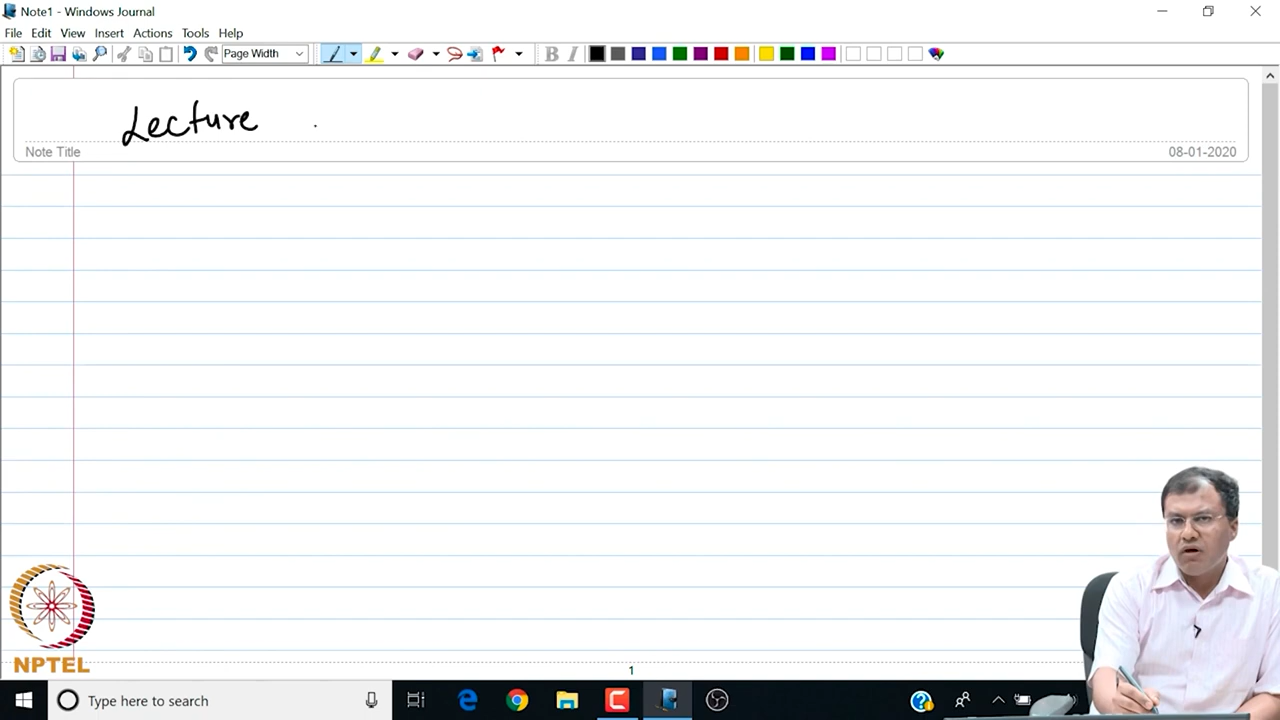 Note1 - Windows Journal
File Edit View Insert Actions Tools Help
Page Width B I
Lecture
Note Title 08-01-2020
NPTEL
1
Type here to search